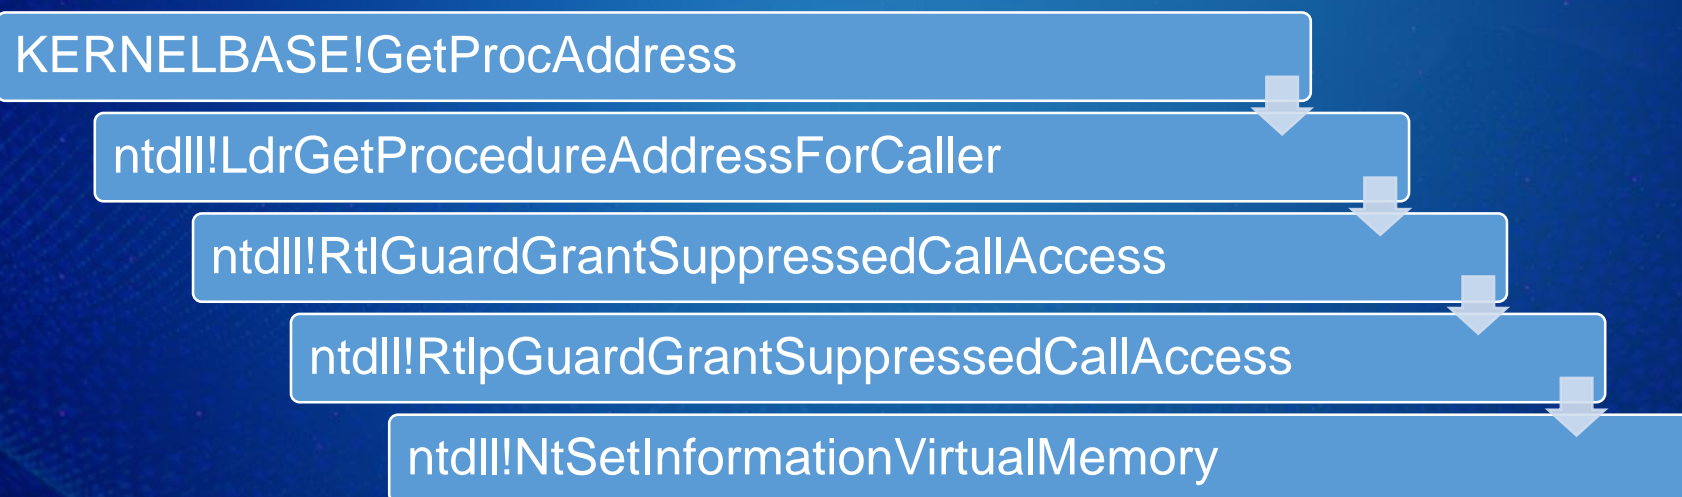 KERNELBASE!GetProcAddress
ntdll!LdrGetProcedureAddressForCaller
ntdll!RtlGuardGrantSuppressedCallAccess
ntdll!RtlpGuardGrantSuppressedCallAccess
ntdll!NtSetInformationVirtualMemory